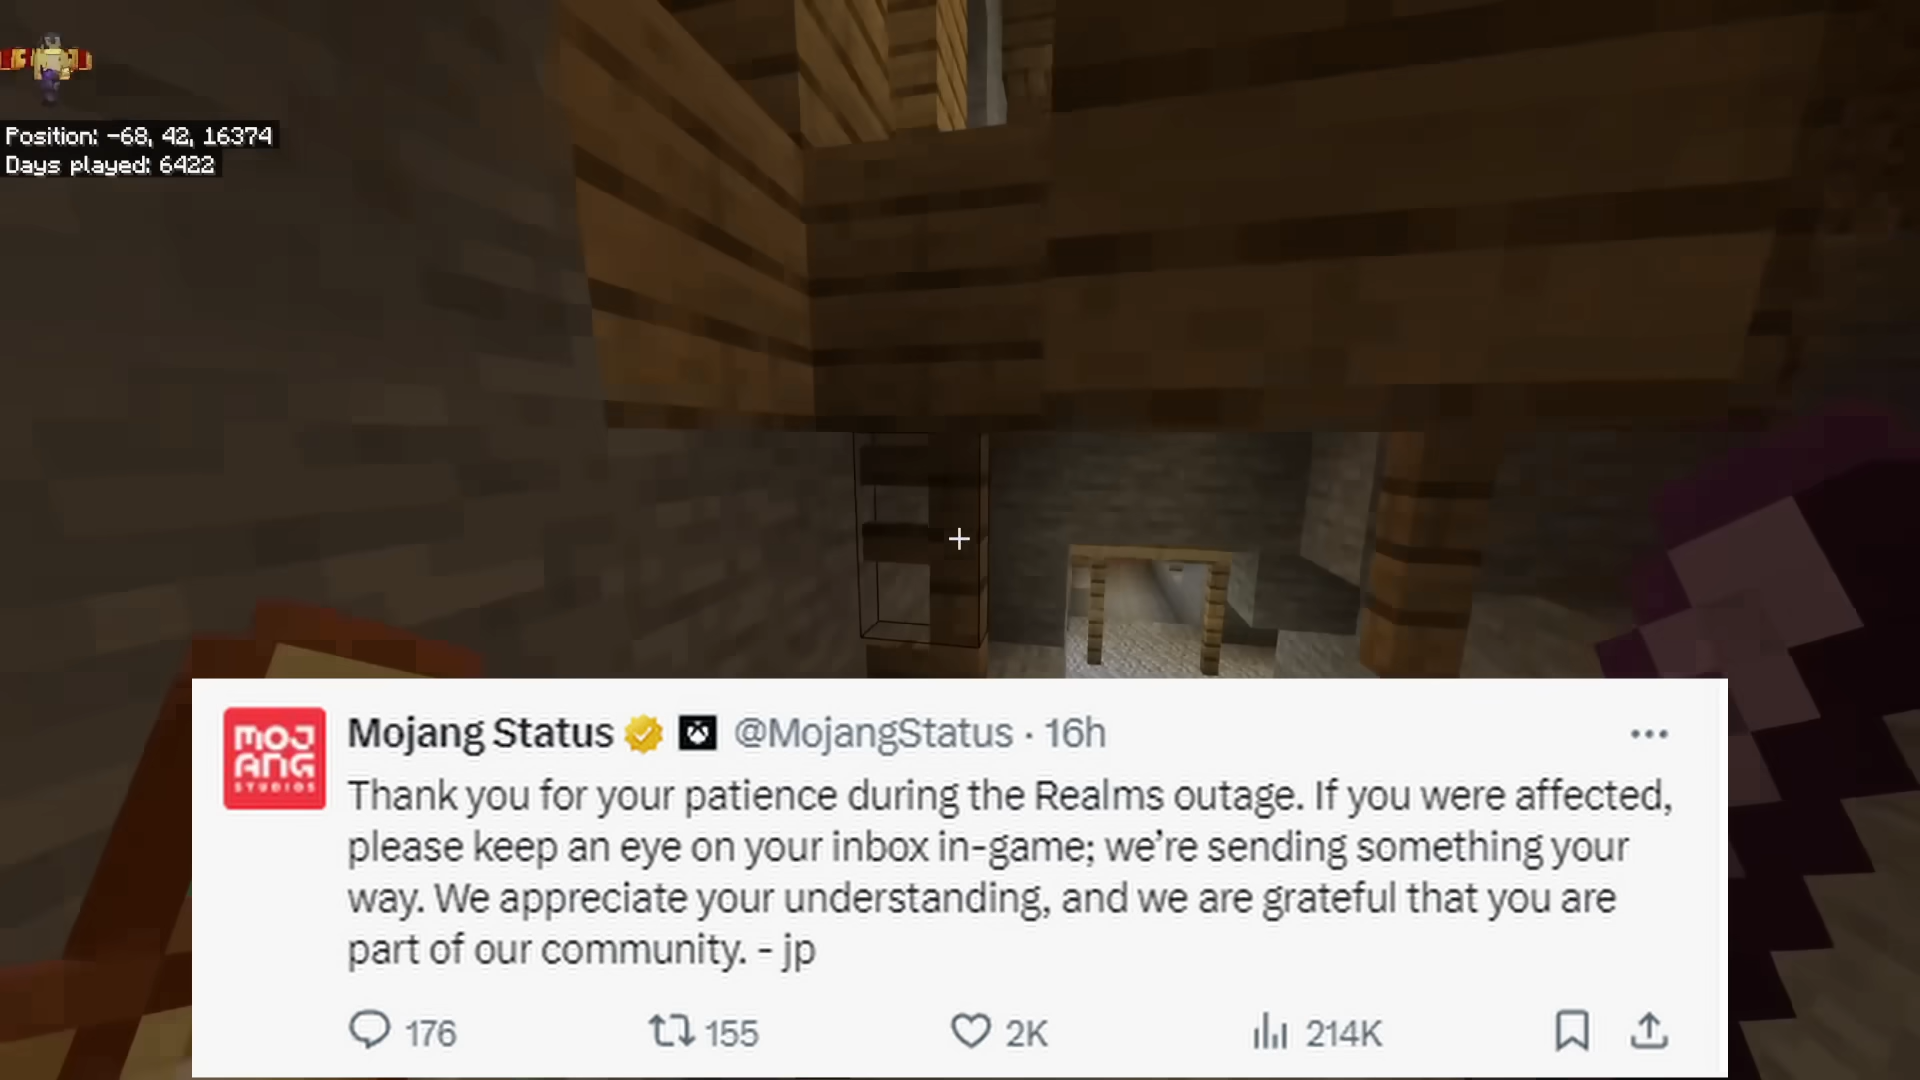 Position: -68, 42, 16374
Days played: 6422
MOJ
ANG
STUDIOS
Mojang Status @MojangStatus · 16h
Thank you for your patience during the Realms outage. If you were affected,
please keep an eye on your inbox in-game; we’re sending something your
way. We appreciate your understanding, and we are grateful that you are
part of our community. - jp
176 155 2K 214K